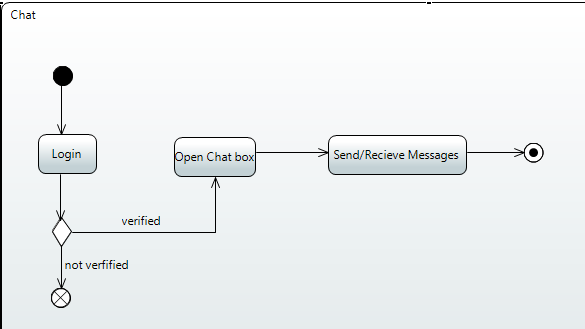 Chat
Login
Open Chat box
Send/Recieve Messages
verified
not verfified